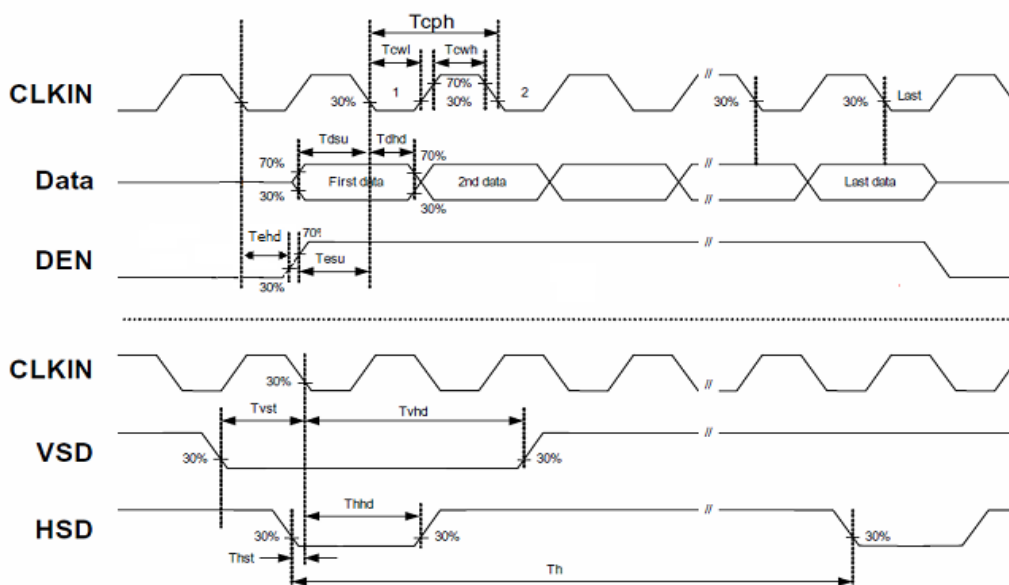 Tcph
Tcwl Tcwh
CLKIN 30% 1 70% 30% 2 // 30% 30% Last
Tdsu Tdhd
70% 70%
Data First data 2nd data // Last data
30% 30% //
Tehd 70%
DEN Tesu //
30%
CLKIN 30% //
Tvst Tvhd
VSD 30% 30% //
Thhd
HSD 30% 30% // 30%
Thst
Th